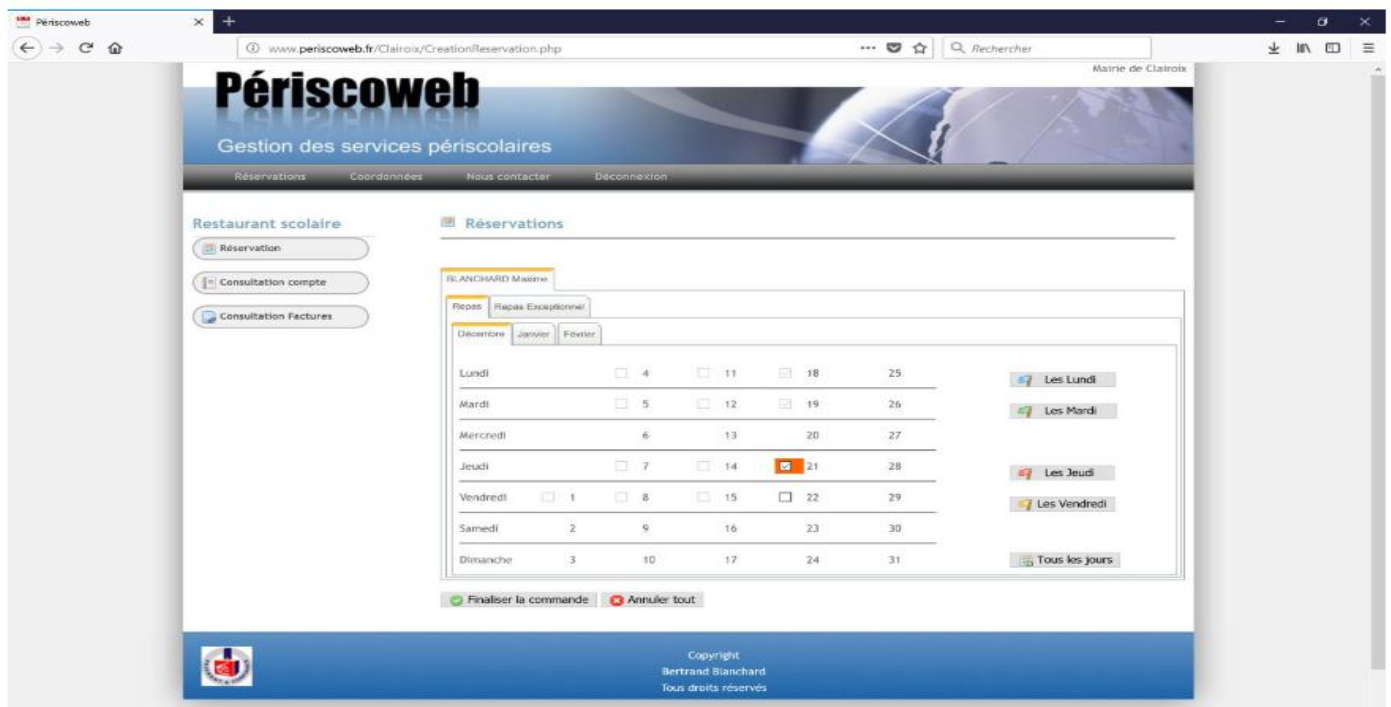 Périscoweb
www.periscoweb.fr/Clairoix/CreationReservation.php
Rechercher
Mairie de Clairoix
Périscoweb
Gestion des services périscolaires
Réservations Coordonnées Nous contacter Déconnexion
Restaurant scolaire
Réservation
Consultation compte
Consultation Factures
Réservations
BLANCHARD Maxime
Repas Repas Exceptionnel
Décembre Janvier Février
Lundi 4 11 18 25 Les Lundi
Mardi 5 12 19 26 Les Mardi
Mercredi 6 13 20 27
Jeudi 7 14 21 28 Les Jeudi
Vendredi 1 8 15 22 29 Les Vendredi
Samedi 2 9 16 23 30
Dimanche 3 10 17 24 31 Tous les jours
Finaliser la commande Annuler tout
Copyright
Bertrand Blanchard
Tous droits réservés